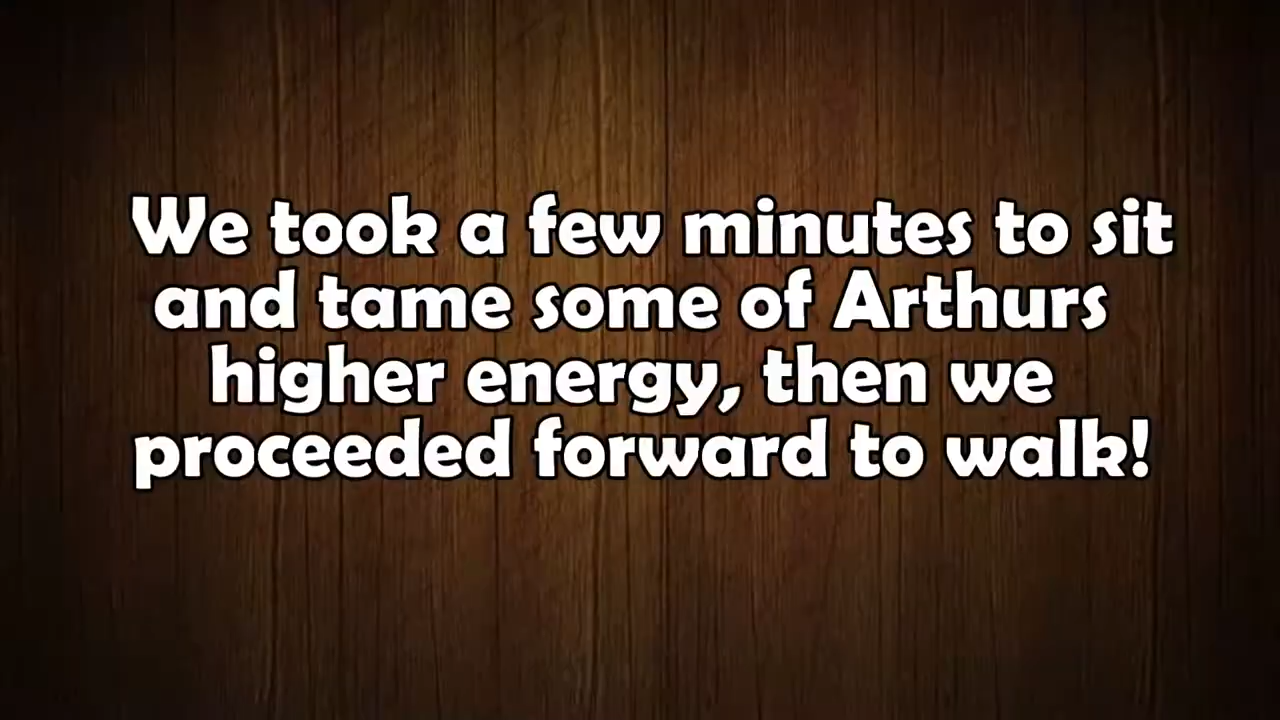 We took a few minutes to sit
and tame some of Arthurs
higher energy, then we
proceeded forward to walk!